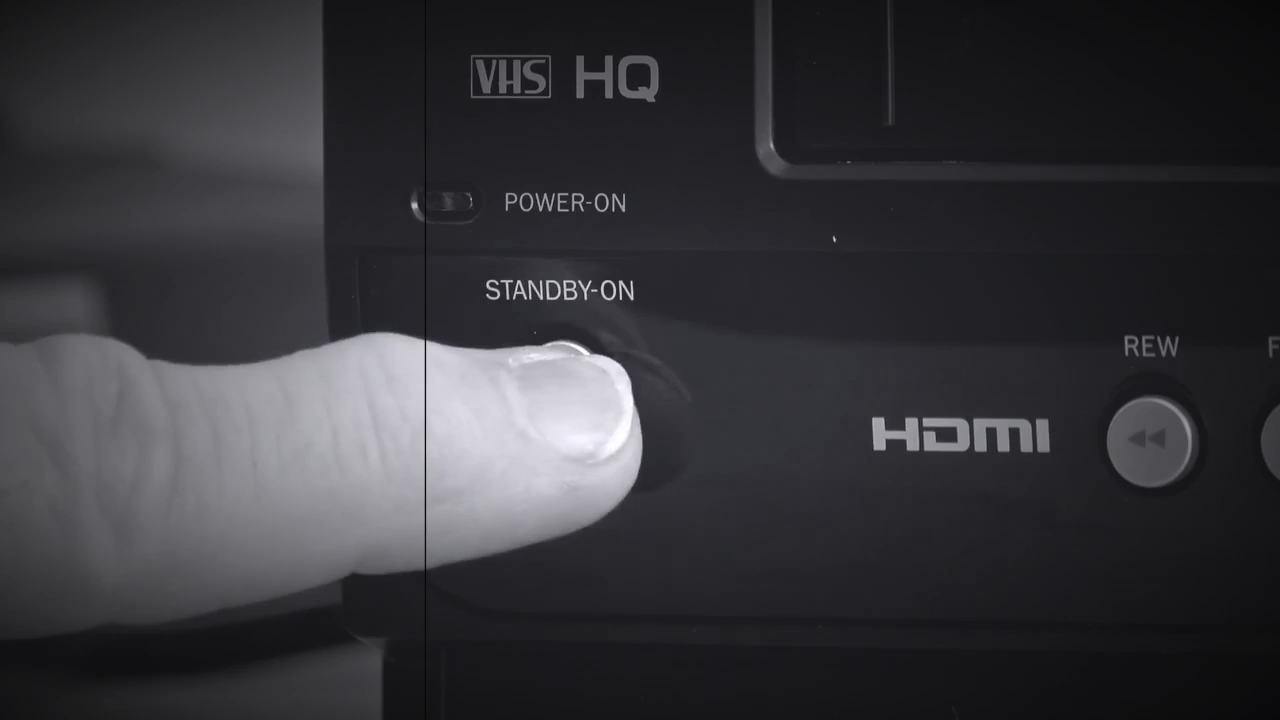 VHS HQ
POWER-ON
STANDBY-ON
REW
F
HDMI